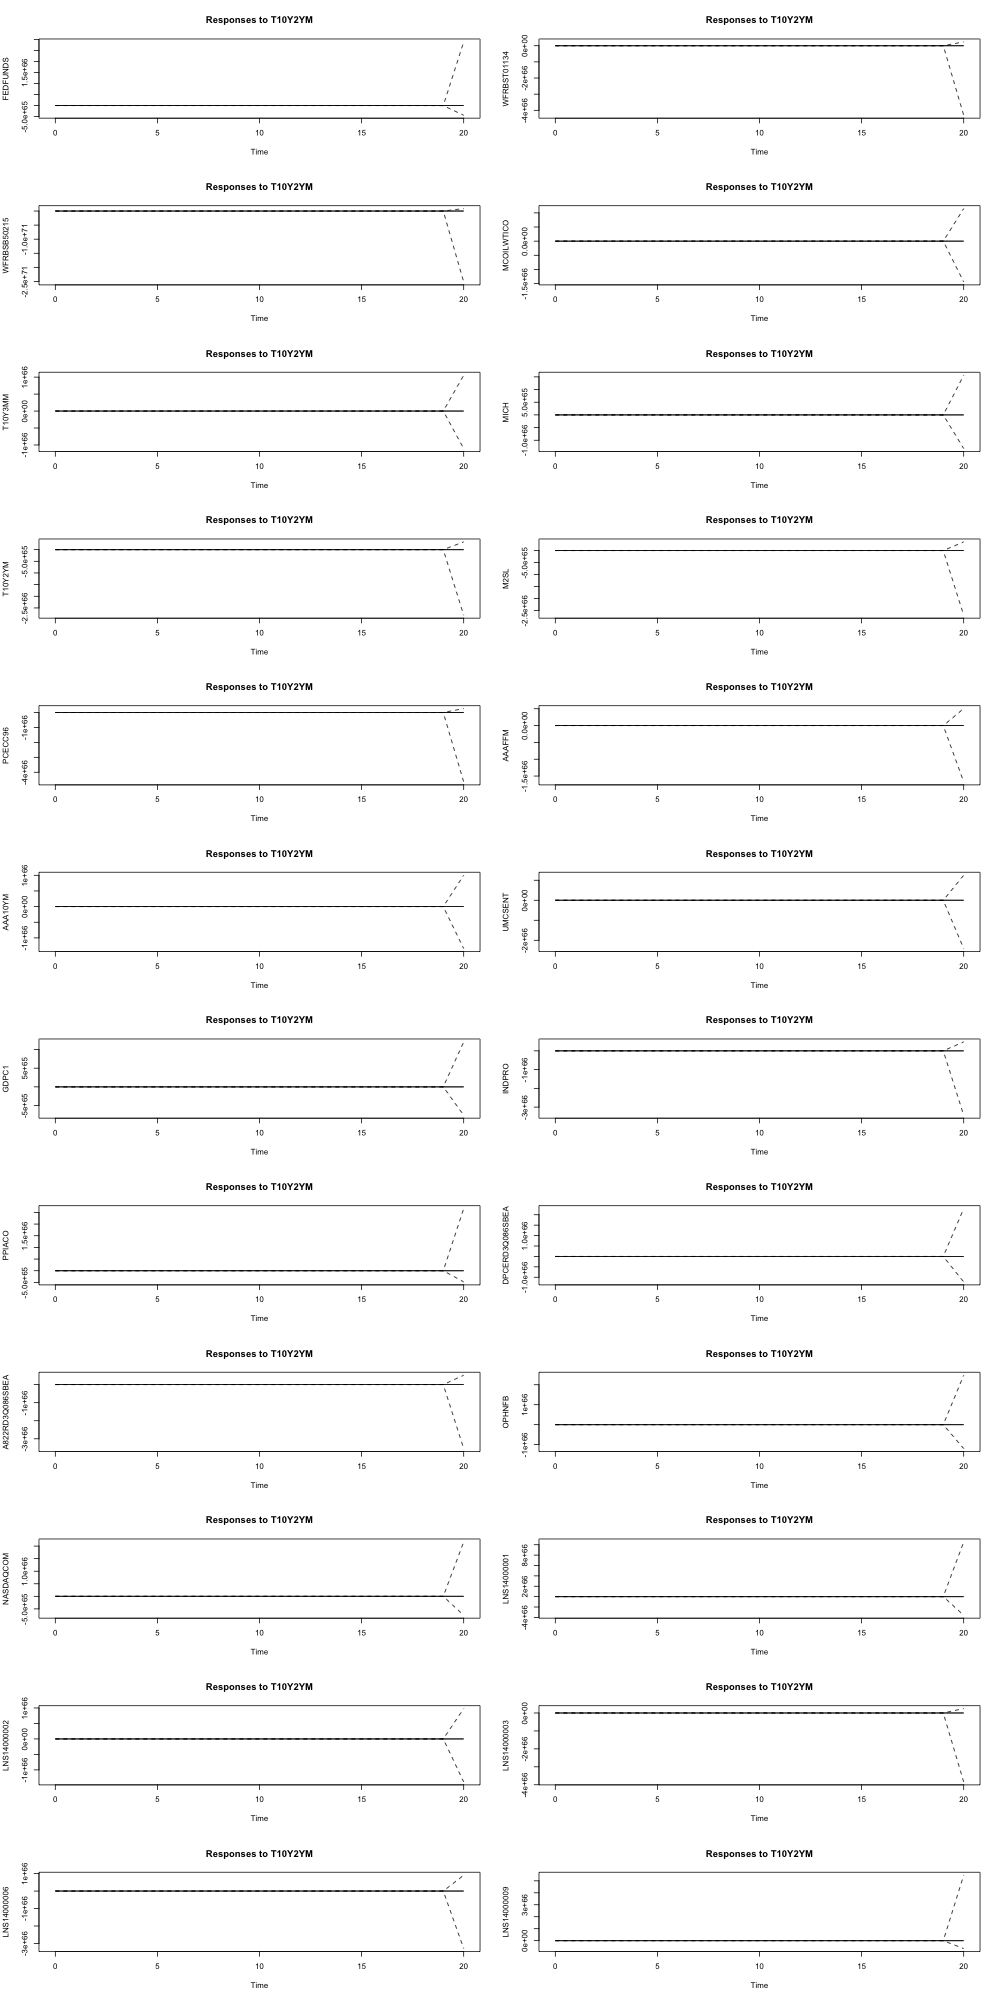 Responses to T10Y2YM
FEDFUNDS
-5.0e+65 1.5e+66
0 5 10 15 20
Time
Responses to T10Y2YM
WFRBST01134
-4e+66 -2e+66 0e+00
0 5 10 15 20
Time
Responses to T10Y2YM
WFRBSB50215
-2.5e+71 -1.0e+71
0 5 10 15 20
Time
Responses to T10Y2YM
MCOILWTICO
-1.5e+66 0.0e+00
0 5 10 15 20
Time
Responses to T10Y2YM
T10Y3MM
-1e+66 0e+00 1e+66
0 5 10 15 20
Time
Responses to T10Y2YM
MICH
-1.0e+66 5.0e+65
0 5 10 15 20
Time
Responses to T10Y2YM
T10Y2YM
-2.5e+66 -5.0e+65
0 5 10 15 20
Time
Responses to T10Y2YM
M2SL
-2.5e+66 -5.0e+65
0 5 10 15 20
Time
Responses to T10Y2YM
PCECC96
-4e+66 -1e+66
0 5 10 15 20
Time
Responses to T10Y2YM
AAAFFM
-1.5e+66 0.0e+00
0 5 10 15 20
Time
Responses to T10Y2YM
AAA10YM
-1e+66 0e+00 1e+66
0 5 10 15 20
Time
Responses to T10Y2YM
UMCSENT
-2e+66 0e+00
0 5 10 15 20
Time
Responses to T10Y2YM
GDPC1
-5e+65 5e+65
0 5 10 15 20
Time
Responses to T10Y2YM
INDPRO
-3e+66 -1e+66
0 5 10 15 20
Time
Responses to T10Y2YM
PPIACO
-5.0e+65 1.5e+66
0 5 10 15 20
Time
Responses to T10Y2YM
DPCERD3Q086SBEA
-1.0e+66 1.0e+66
0 5 10 15 20
Time
Responses to T10Y2YM
A822RD3Q086SBEA
-3e+66 -1e+66
0 5 10 15 20
Time
Responses to T10Y2YM
OPHNFB
-1e+66 1e+66
0 5 10 15 20
Time
Responses to T10Y2YM
NASDAQCOM
-5.0e+65 1.0e+66
0 5 10 15 20
Time
Responses to T10Y2YM
LNS14000001
-4e+66 2e+66 8e+66
0 5 10 15 20
Time
Responses to T10Y2YM
LNS14000002
-1e+66 0e+00 1e+66
0 5 10 15 20
Time
Responses to T10Y2YM
LNS14000003
-4e+66 -2e+66 0e+00
0 5 10 15 20
Time
Responses to T10Y2YM
LNS14000006
-3e+66 -1e+66 1e+66
0 5 10 15 20
Time
Responses to T10Y2YM
LNS14000009
0e+00 3e+66
0 5 10 15 20
Time